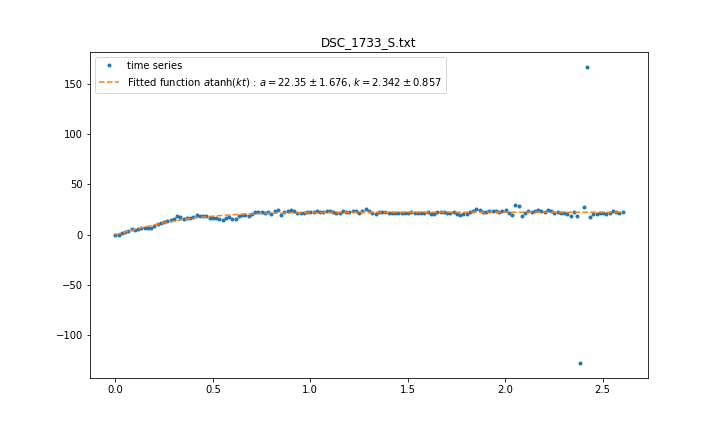 DSC_1733_S.txt
time series
Fitted function atanh(kt) : a = 22.35 ± 1.676, k = 2.342 ± 0.857
150
100
50
0
−50
−100
0.0 0.5 1.0 1.5 2.0 2.5